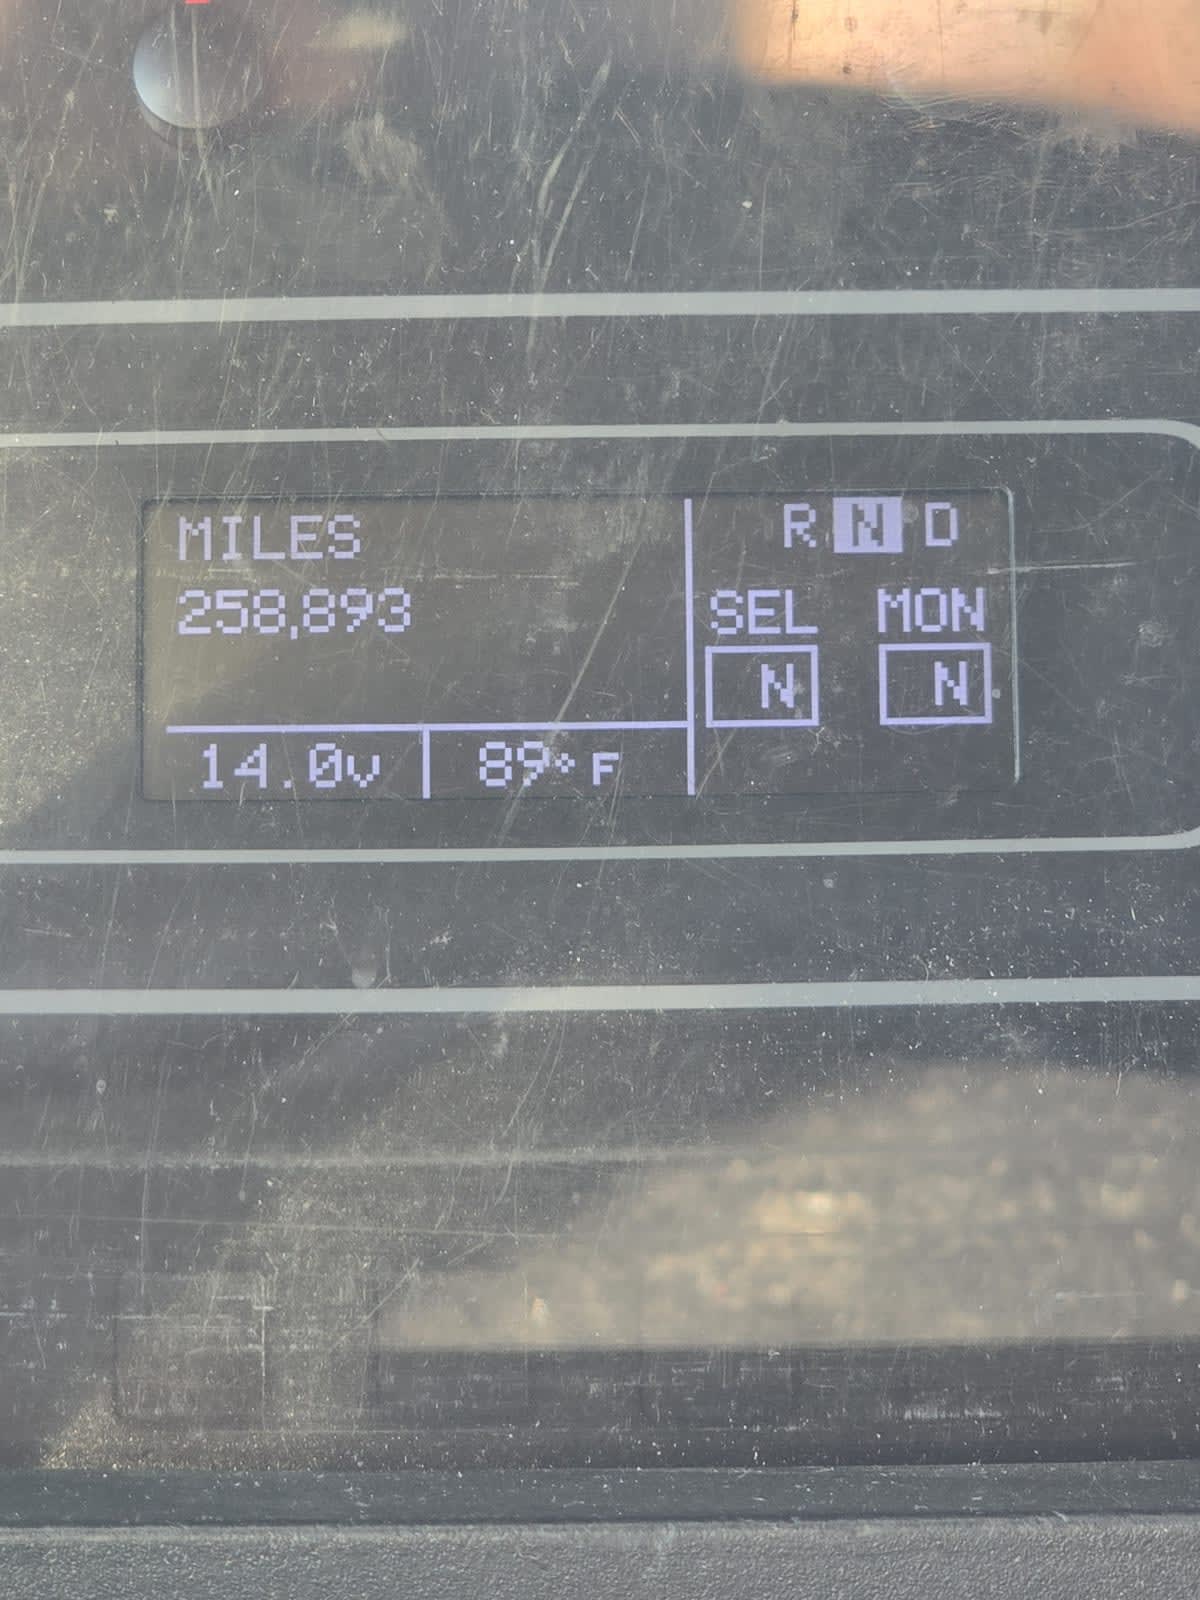 MILES
258,893
14.0v
89° F
R N D
SEL MON
N N